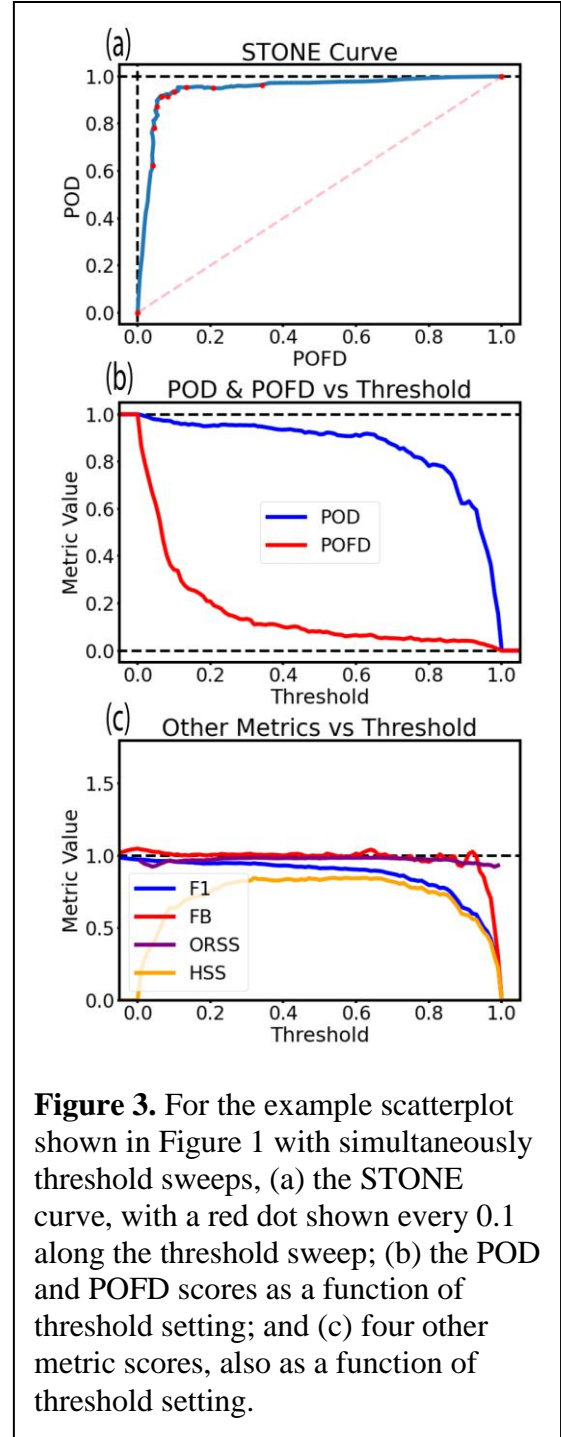 (a)
STONE Curve
1.0
0.8
0.6
0.4
0.2
0.0
POD
0.0 0.2 0.4 0.6 0.8 1.0
POFD
(b)
POD & POFD vs Threshold
1.0
0.8
0.6
0.4
0.2
0.0
Metric Value
POD
POFD
0.0 0.2 0.4 0.6 0.8 1.0
Threshold
(c)
Other Metrics vs Threshold
1.5
1.0
0.5
0.0
Metric Value
F1
FB
ORSS
HSS
0.0 0.2 0.4 0.6 0.8 1.0
Threshold
Figure 3. For the example scatterplot
shown in Figure 1 with simultaneously
threshold sweeps, (a) the STONE
curve, with a red dot shown every 0.1
along the threshold sweep; (b) the POD
and POFD scores as a function of
threshold setting; and (c) four other
metric scores, also as a function of
threshold setting.